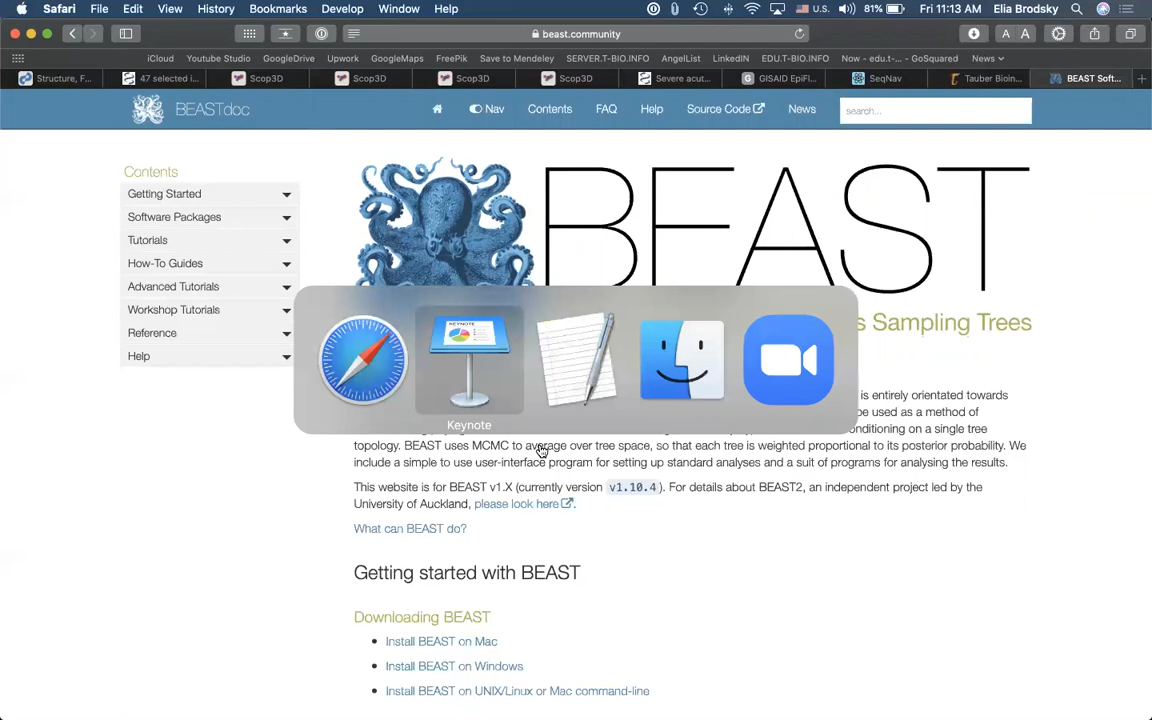 Safari File Edit View History Bookmarks Develop Window Help U.S. 81% Fri 11:13 AM Elia Brodsky
beast.community A A
iCloud Youtube Studio GoogleDrive Upwork GoogleMaps FreePik Save to Mendeley SERVER.T-BIO.INFO AngelList LinkedIN EDU.T-BIO.INFO Now - edu.t-... - GoSquared News
Structure, F... 47 selected i... Scop3D Scop3D Scop3D Scop3D Severe acut... GISAID EpiFl... SeqNav Tauber Bioin... BEAST Soft...
BEASTdoc Nav Contents FAQ Help Source Code News search...
BEAST
Contents
Getting Started
Software Packages
Tutorials
How-To Guides
Advanced Tutorials
Workshop Tutorials
Reference
Help
s Sampling Trees
KEYNOTE
Keynote
is entirely orientated towards
be used as a method of
onditioning on a single tree
topology. BEAST uses MCMC to average over tree space, so that each tree is weighted proportional to its posterior probability. We
include a simple to use user-interface program for setting up standard analyses and a suit of programs for analysing the results.
This website is for BEAST v1.X (currently version v1.10.4). For details about BEAST2, an independent project led by the
University of Auckland, please look here.
What can BEAST do?
Getting started with BEAST
Downloading BEAST
Install BEAST on Mac
Install BEAST on Windows
Install BEAST on UNIX/Linux or Mac command-line